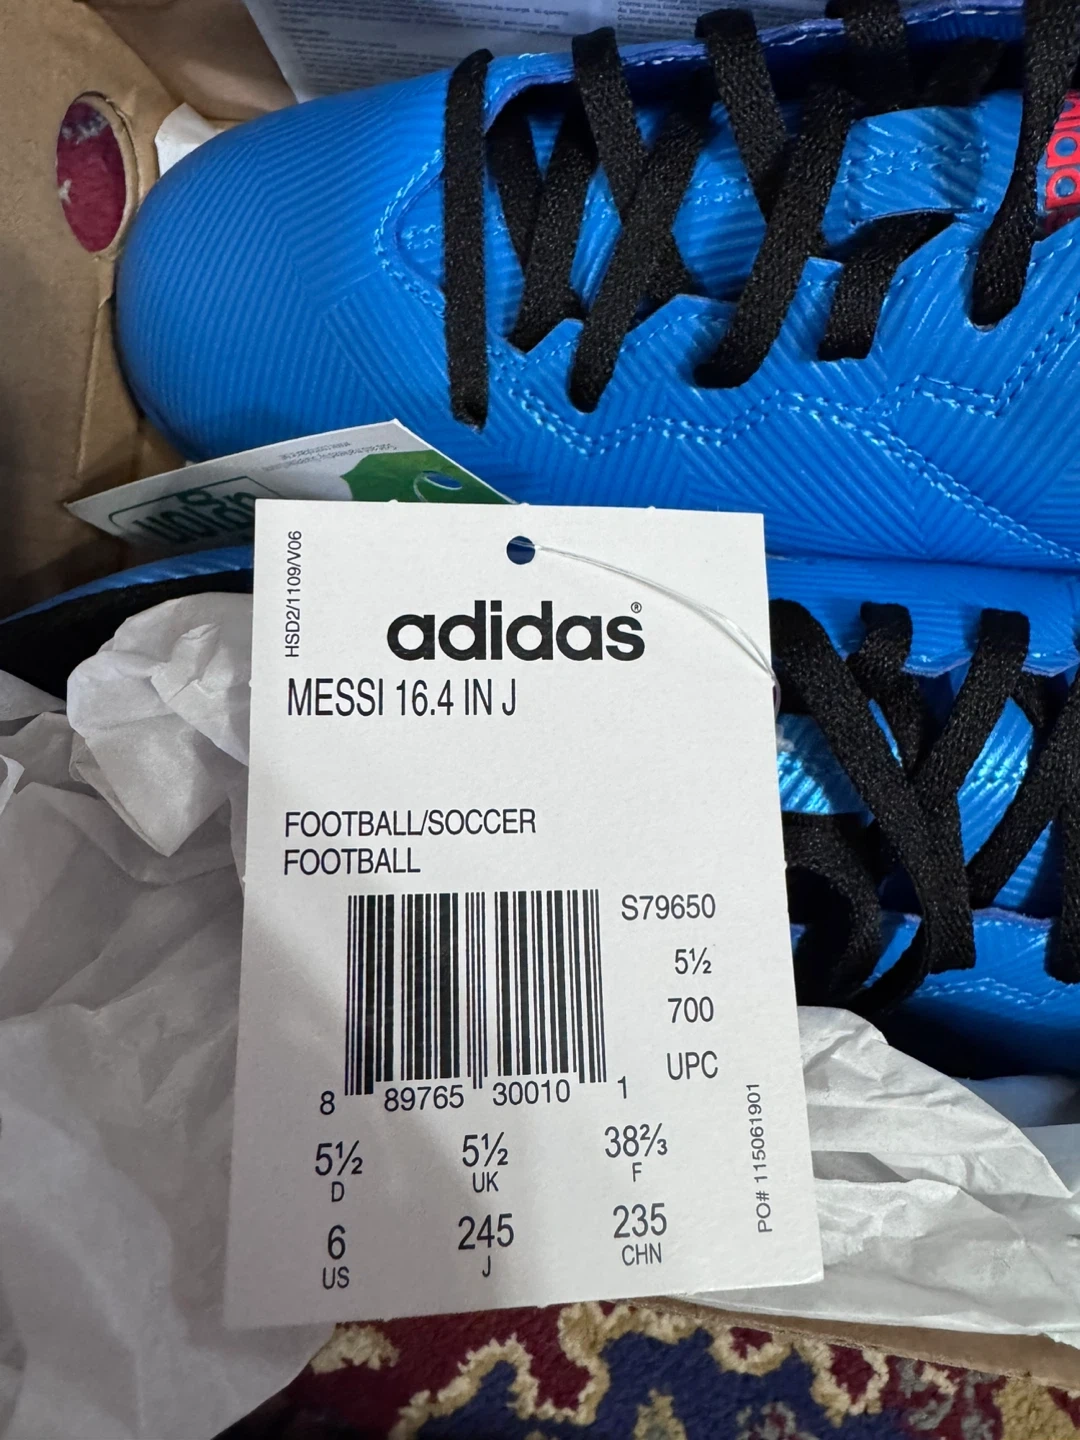 HSD2/1109/V06
adidas®
MESSI 16.4 IN J
FOOTBALL/SOCCER
FOOTBALL
S79650
5½
700
UPC
8 89765 30010 1
5½ 5½ 38⅔
D UK F
6 245 235
US J CHN
PO# 115061901